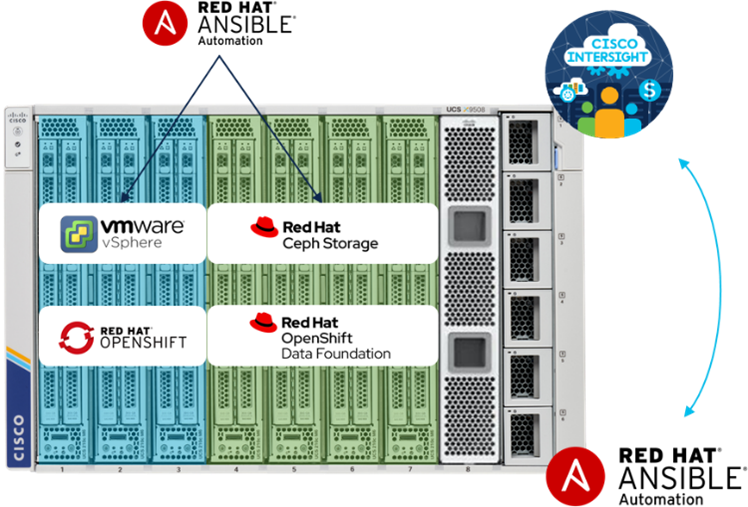 RED HAT®
ANSIBLE®
Automation
CISCO
INTERSIGHT
$
cisco
UCS X9508
vmware®
vSphere
Red Hat
Ceph Storage
RED HAT®
OPENSHIFT
Red Hat
OpenShift
Data Foundation
CISCO
1 2 3 4 5 6 7 8
RED HAT®
ANSIBLE®
Automation